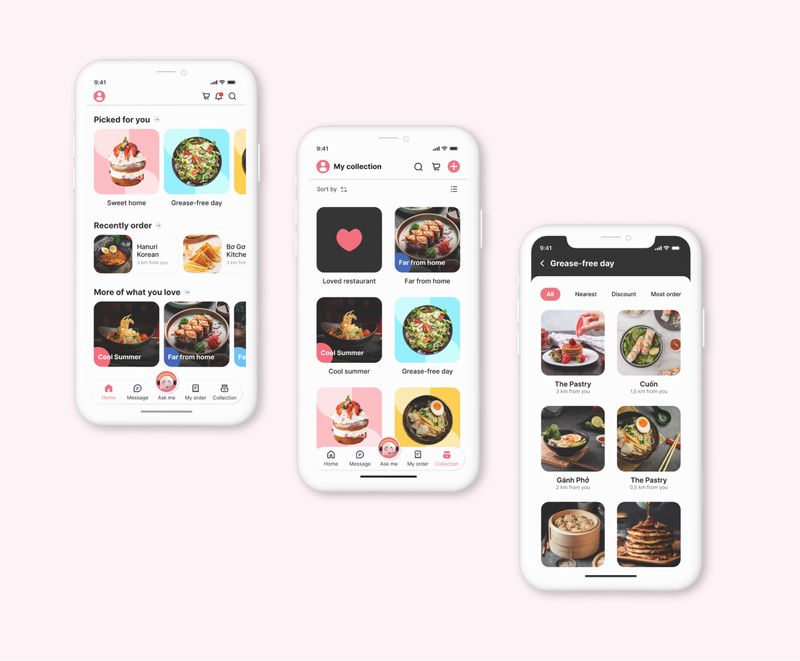 9:41
Picked for you
Sweet home
Grease-free day
Recently order
Hanuri
Korean
3 km from you
Bơ Gơ
Kitche
2 km fron
More of what you love
Cool Summer
Far from home
Fa
Home
Message
Ask me
My order
Collection
9:41
My collection
Sort by
Loved restaurant
Far from home
Far from home
Cool Summer
Cool summer
Grease-free day
Home
Message
Ask me
My order
Collection
9:41
Grease-free day
All
Nearest
Discount
Most order
The Pastry
3 km from you
Cuốn
1,5 km from you
Gánh Phở
2 km from you
The Pastry
0,5 km from you